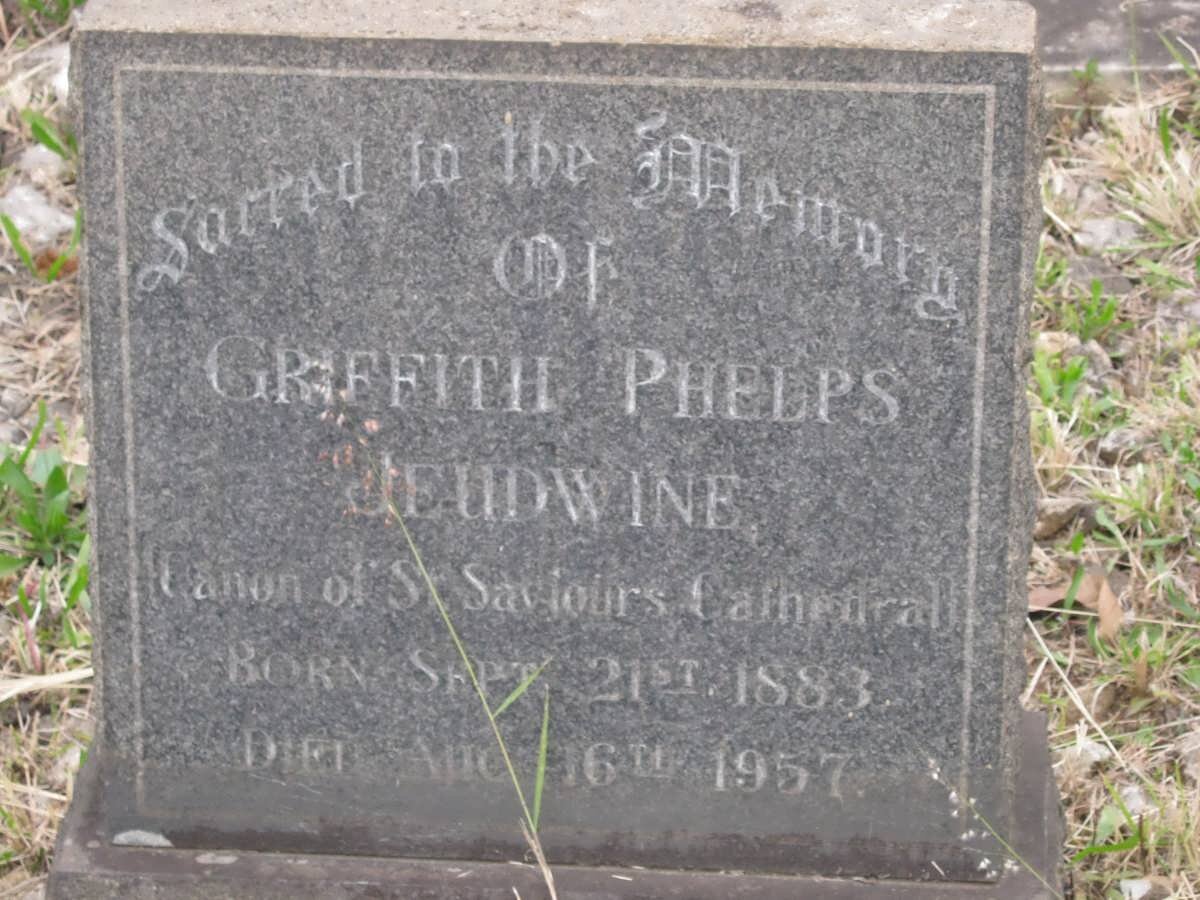 Sacred to the Memory
Of
GRIFFITH PHELPS
JEUDWINE
(Canon of St. Saviours Cathedral)
BORN SEPT. 21ST. 1883.
DIED AUG. 16TH. 1957.